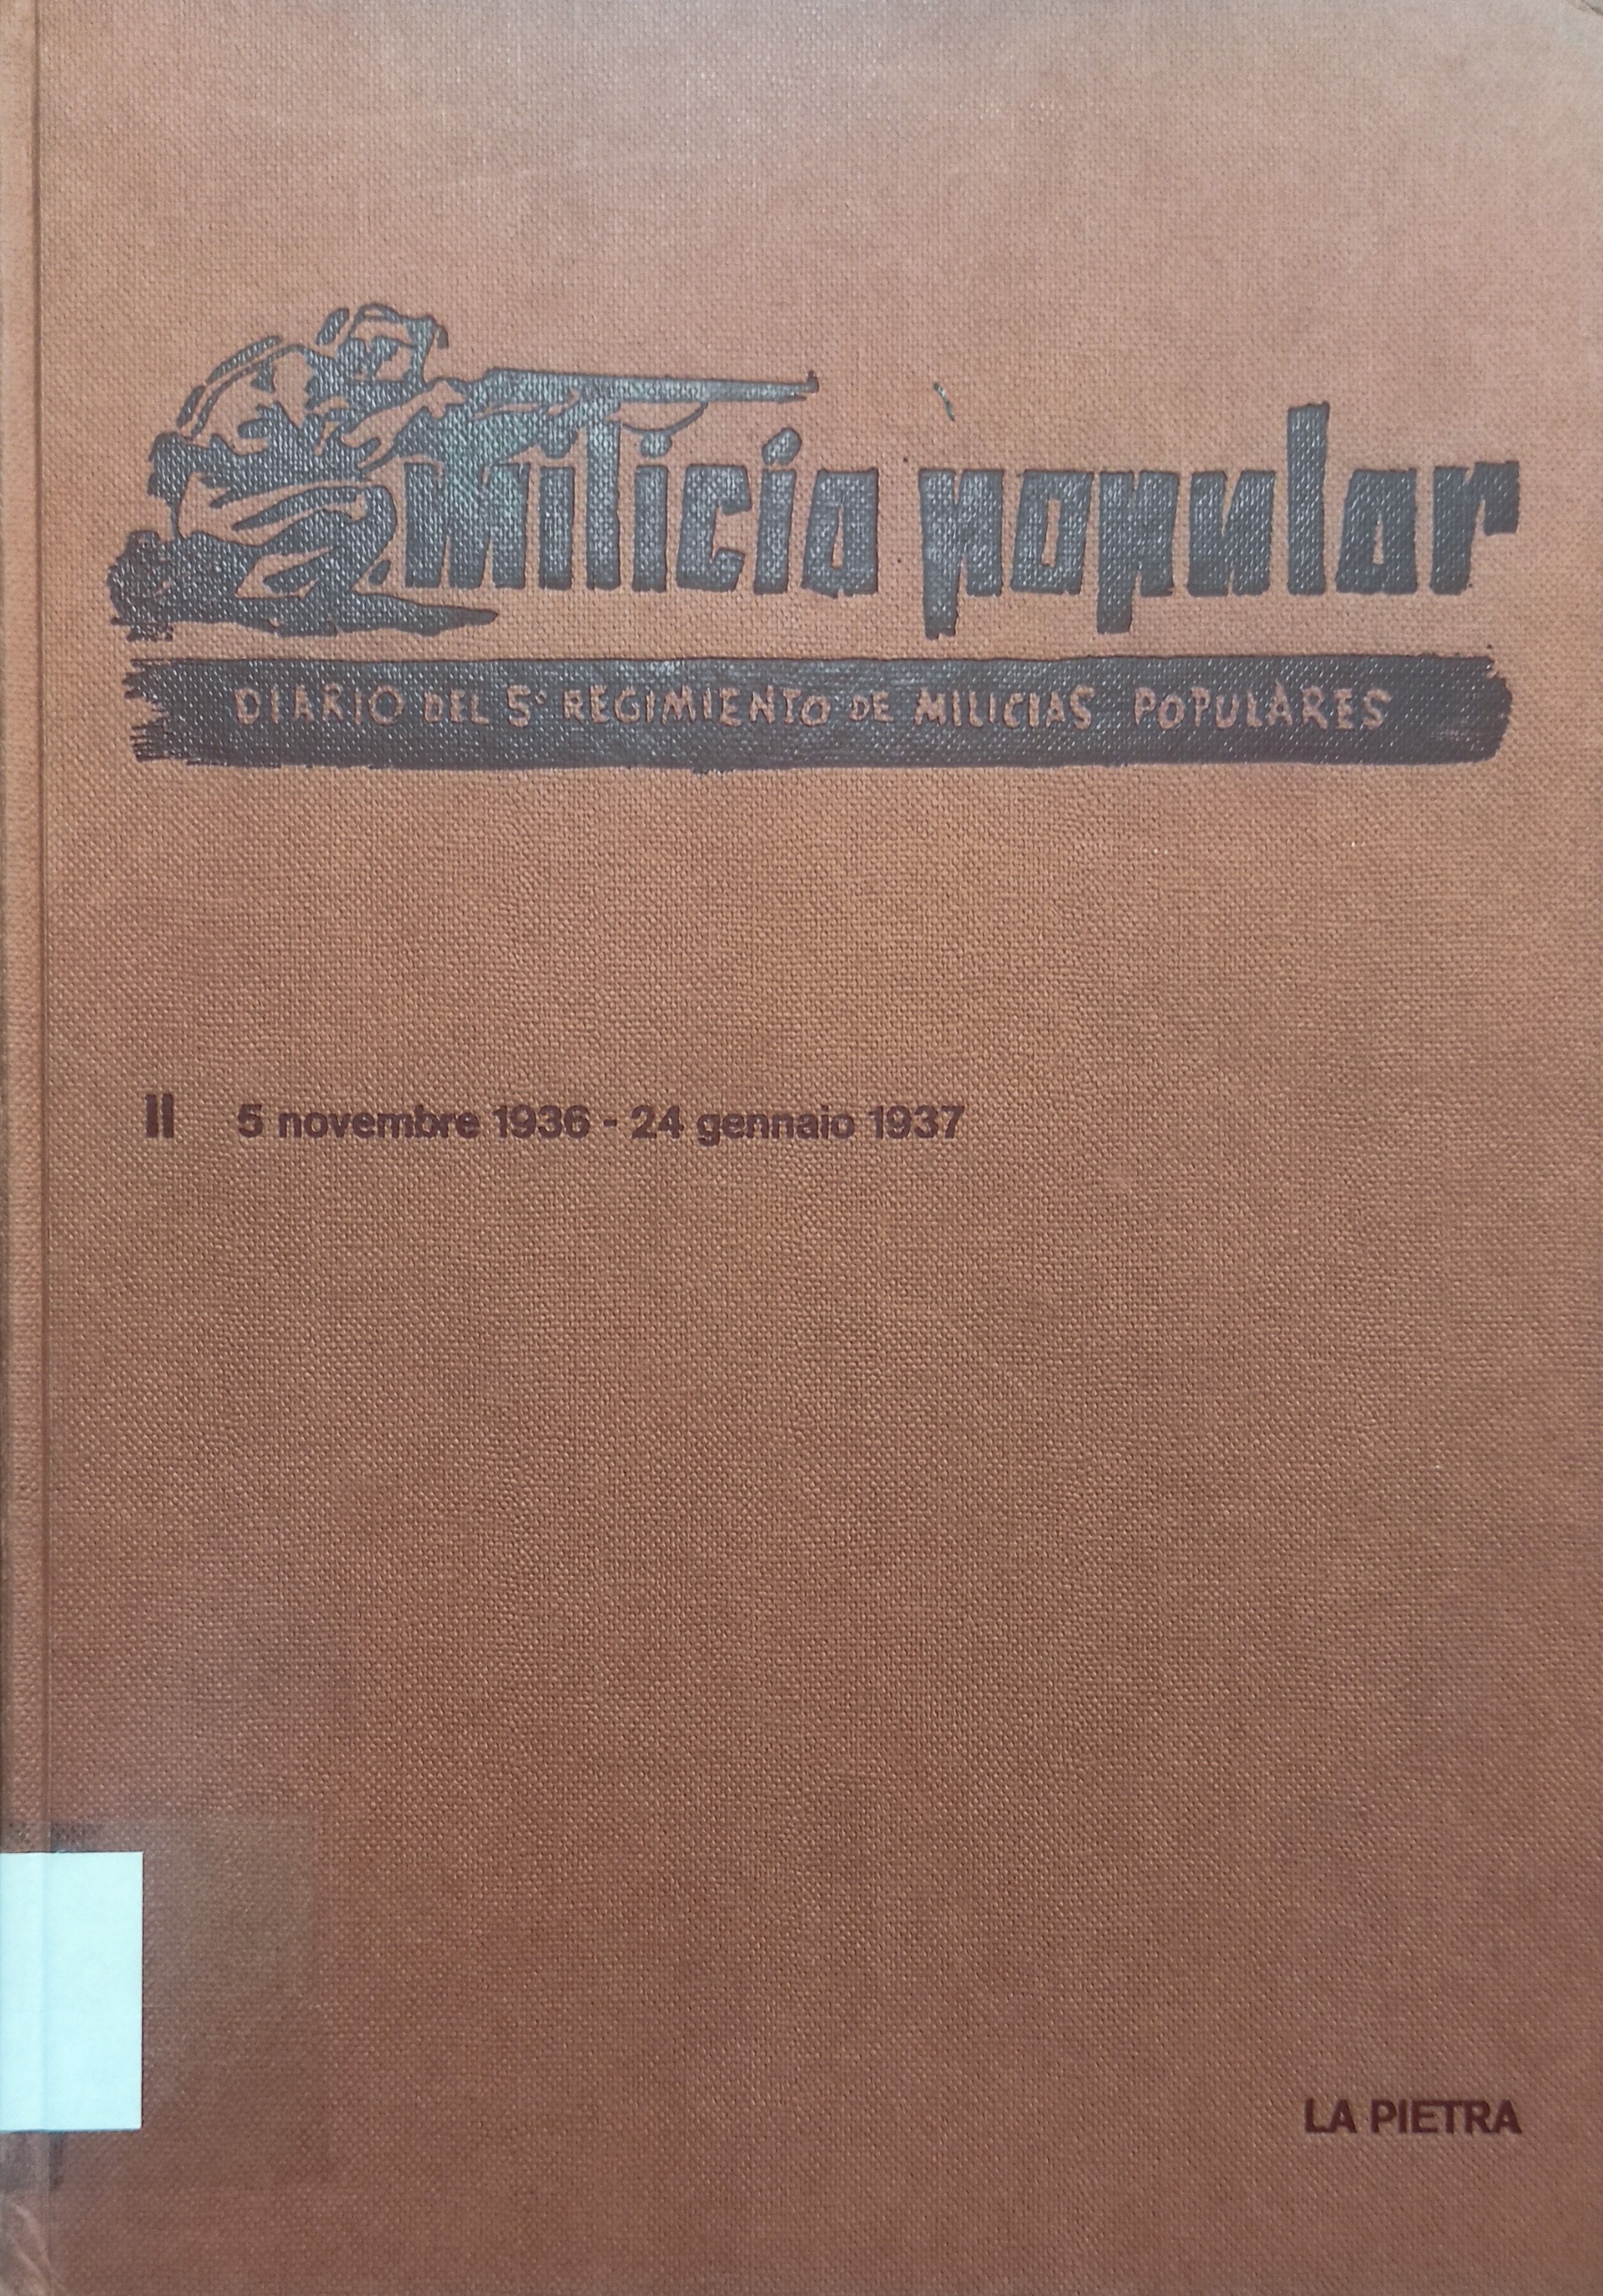 milicia popular
DIARIO DEL 5º REGIMIENTO DE MILICIAS POPULARES
II 5 novembre 1936 - 24 gennaio 1937
LA PIETRA